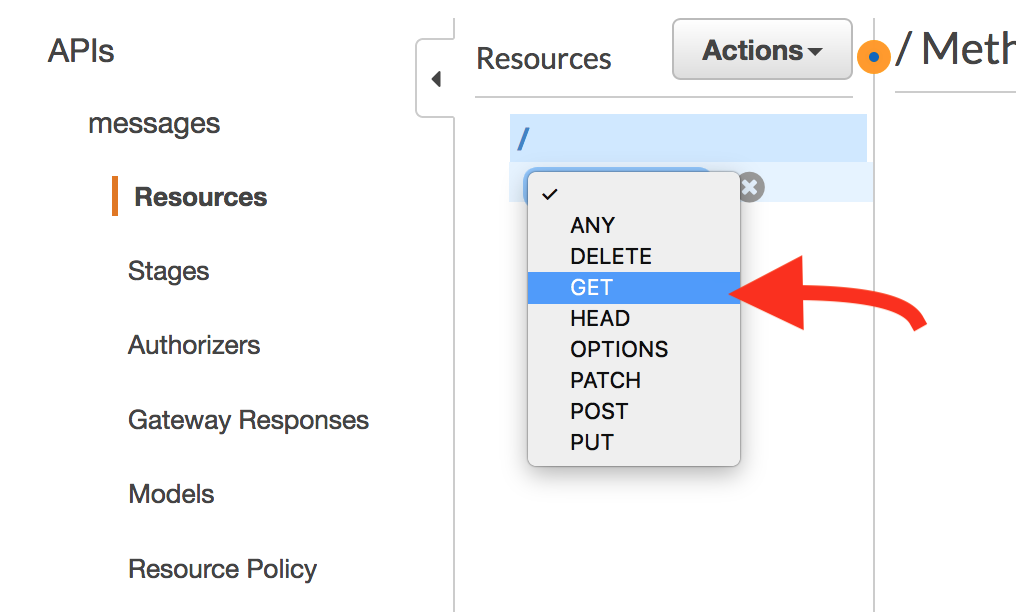 APIs
messages
Resources
Stages
Authorizers
Gateway Responses
Models
Resource Policy
Resources
Actions
/ Meth
/
ANY
DELETE
GET
HEAD
OPTIONS
PATCH
POST
PUT